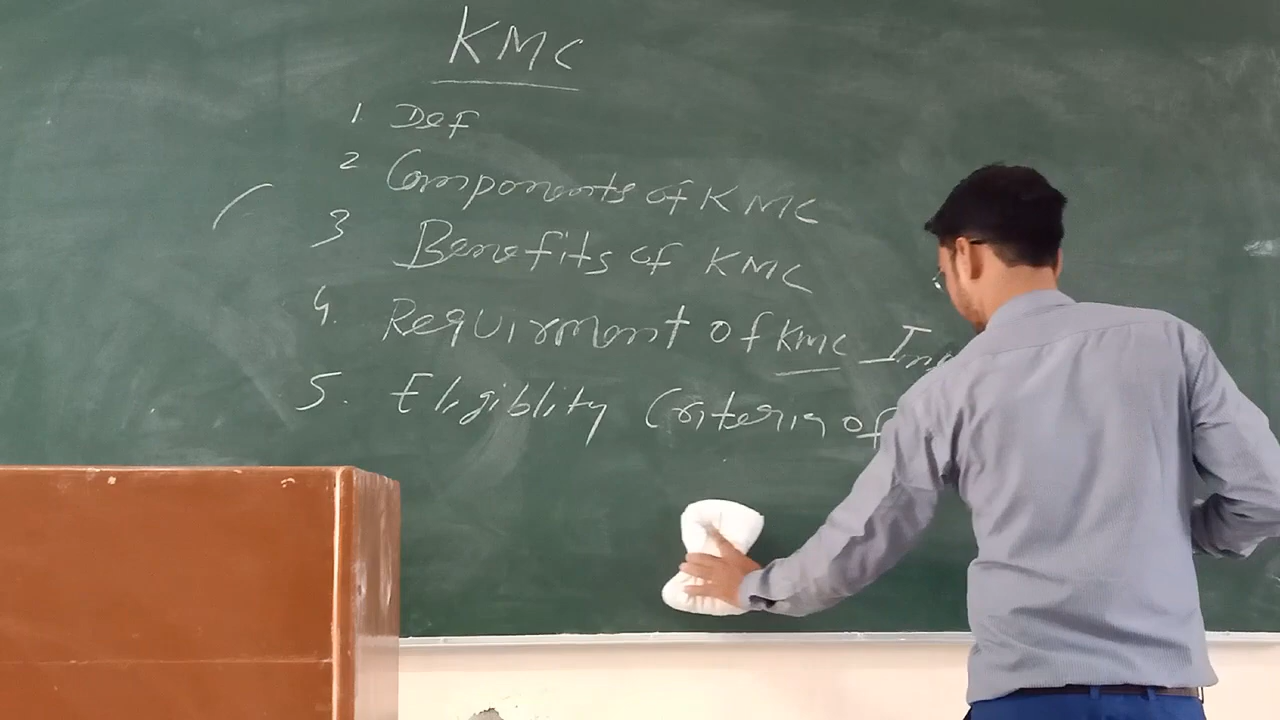 KMC
1 Def
2 Components of KMC
3 Benefits of KMC
4. Requirment of KMC
5. Eligiblity Criteria of